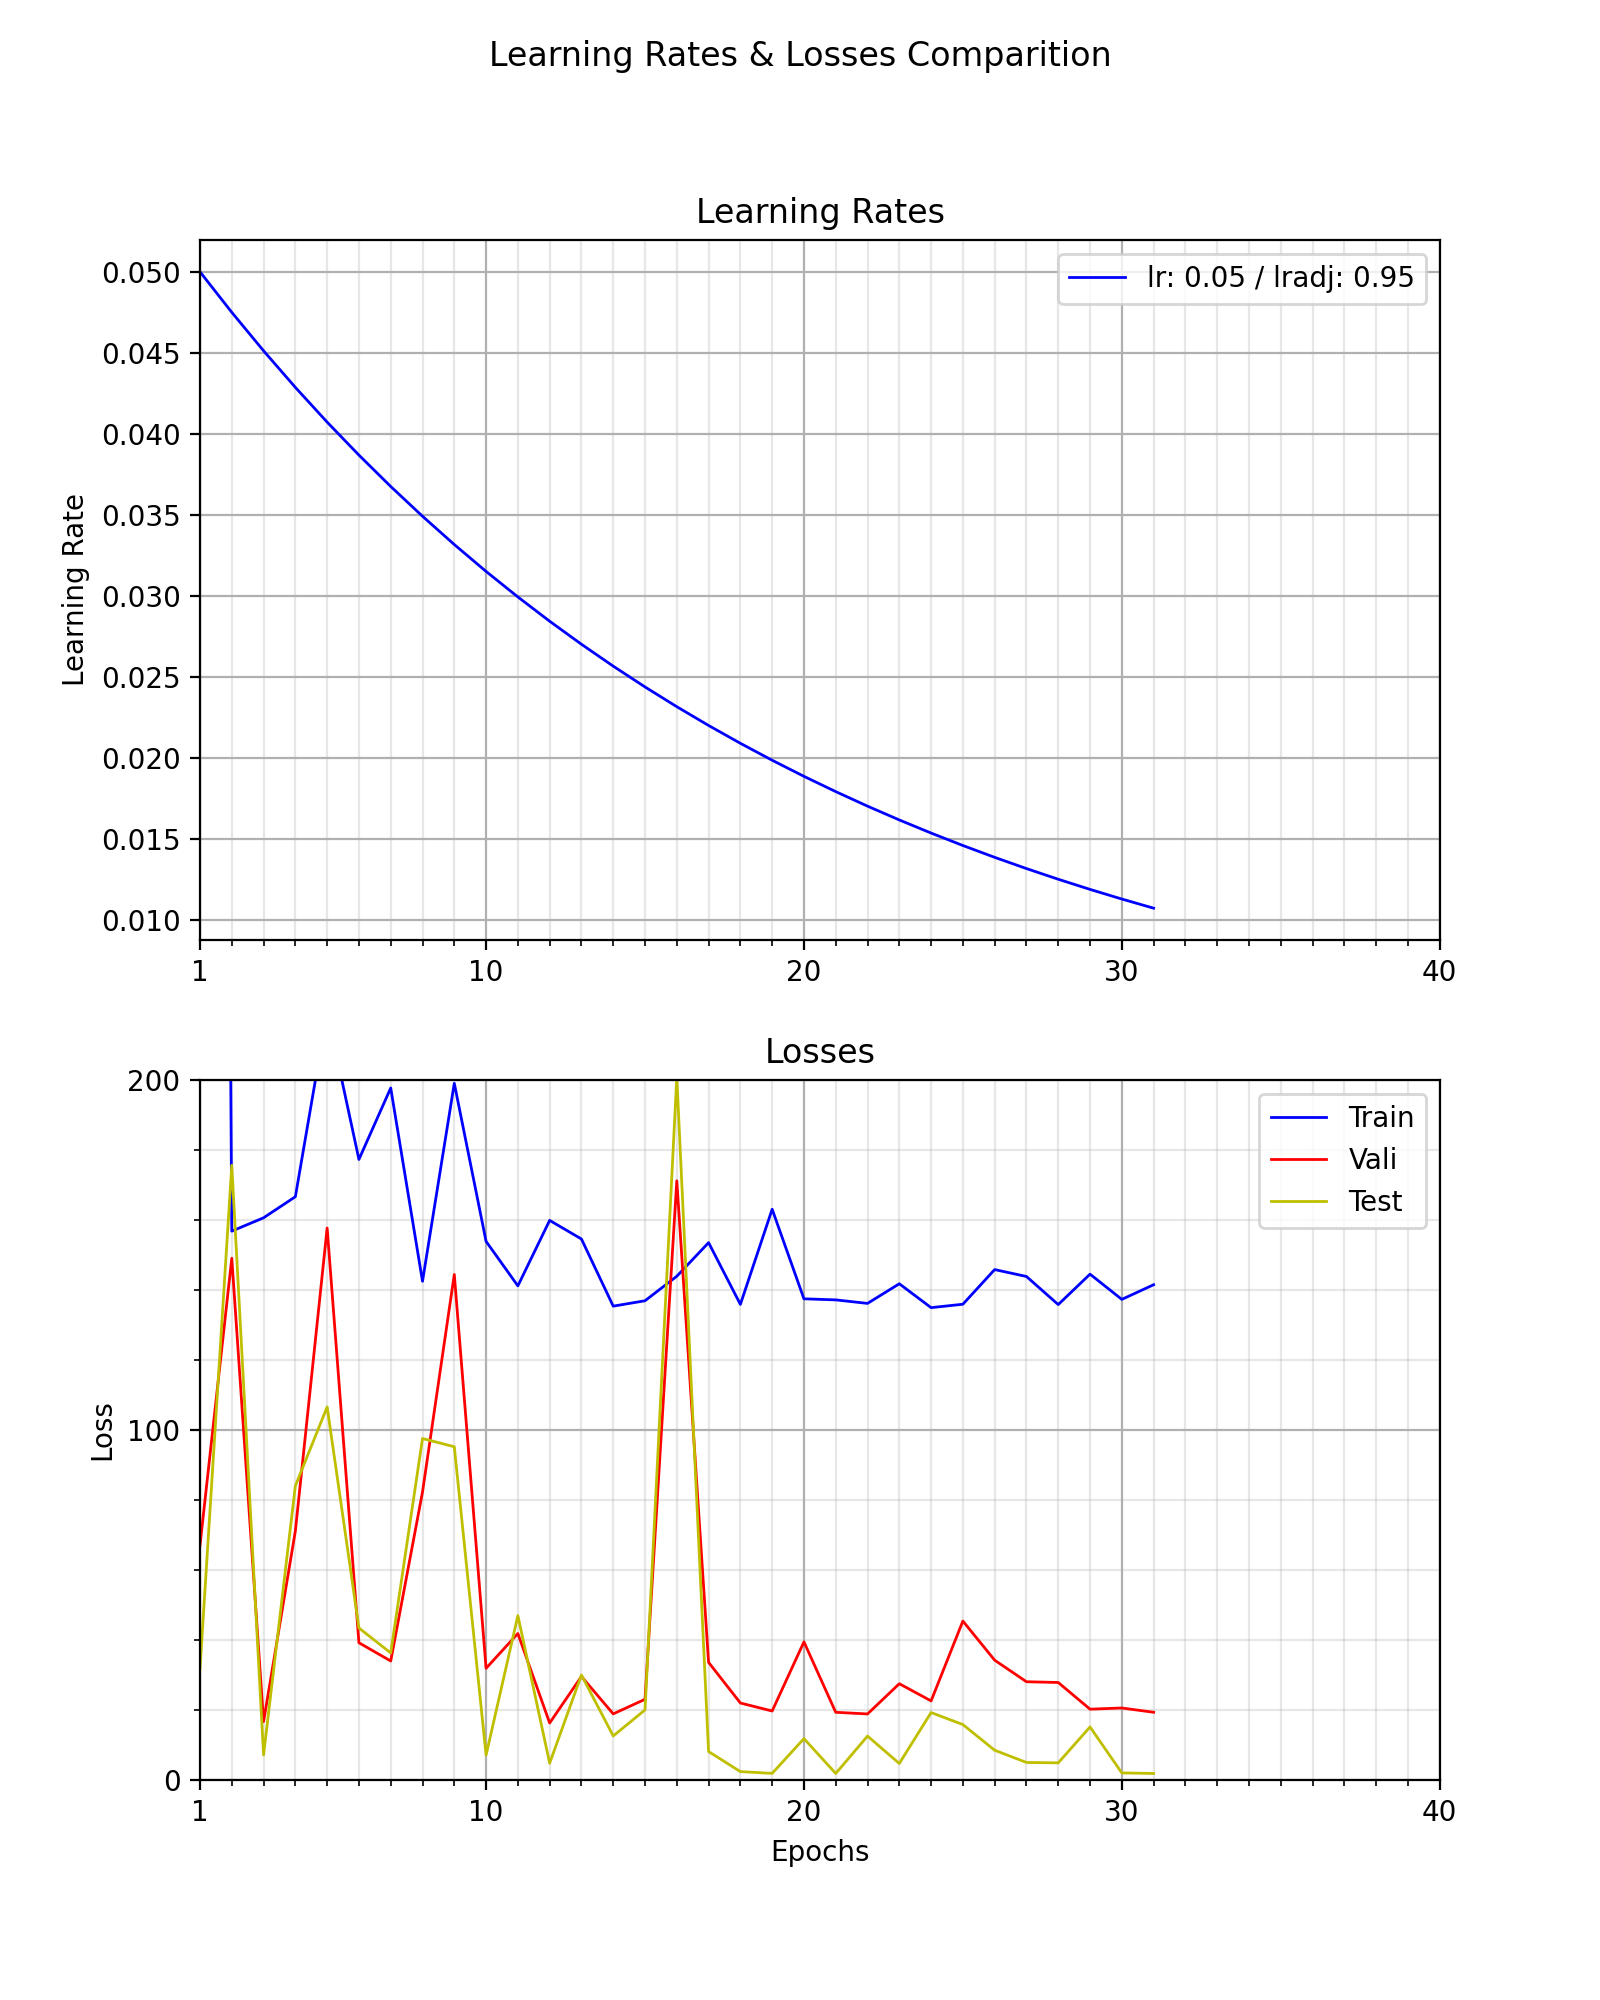 Learning Rates & Losses Comparition
Learning Rates
lr: 0.05 / lradj: 0.95
0.050
0.045
0.040
0.035
0.030
0.025
0.020
0.015
0.010
Learning Rate
1 10 20 30 40
Losses
Train
Vali
Test
200
100
0
Loss
1 10 20 30 40
Epochs